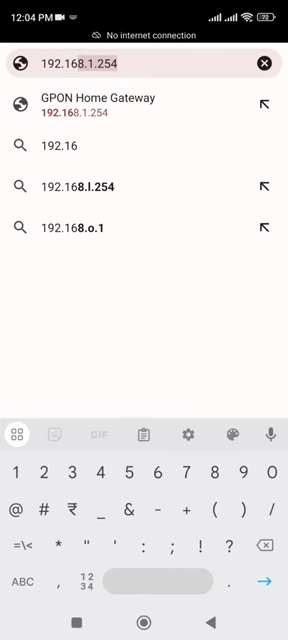 12:04 PM
72
No internet connection
192.168.1.254
GPON Home Gateway
192.168.1.254
192.16
192.168.l.254
192.168.o.1
GIF
1 2 3 4 5 6 7 8 9 0
@ # ₹ _ & - + ( ) /
=\< * " ' : ; ! ?
ABC , 12 34 .